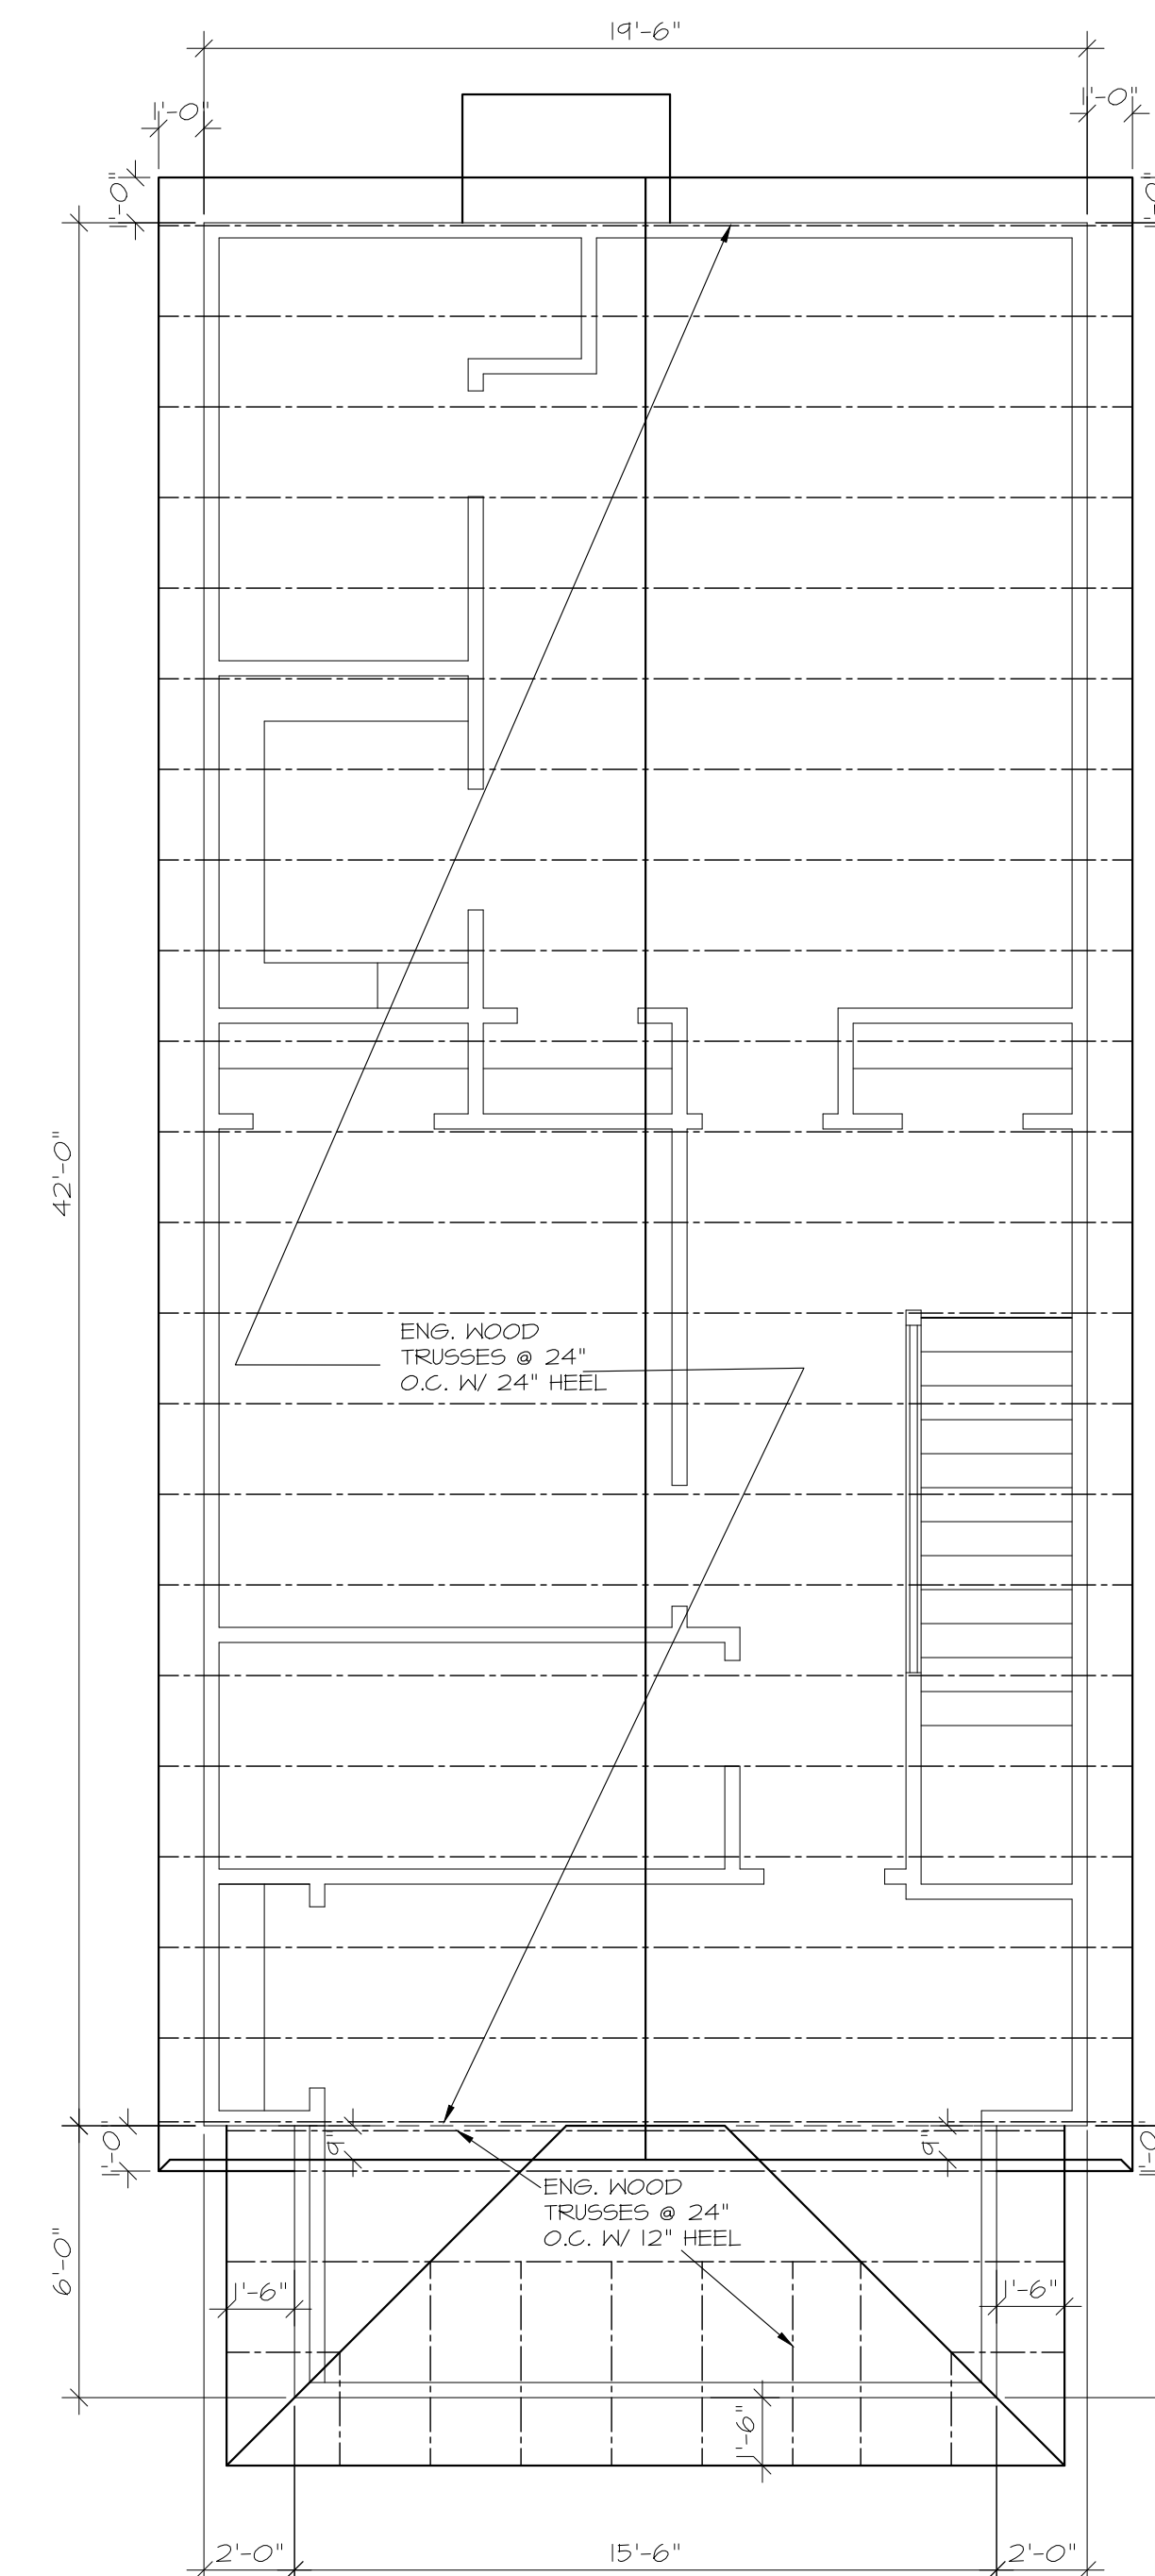 19'-6"
1'-0"
1'-0"
1'-0"
42'-0"
ENG. WOOD
TRUSSES @ 24"
O.C. W/ 24" HEEL
1'-0"
9"
9"
ENG. WOOD
TRUSSES @ 24"
O.C. W/ 12" HEEL
6'-0"
1'-6"
1'-6"
1'-6"
2'-0"
15'-6"
2'-0"